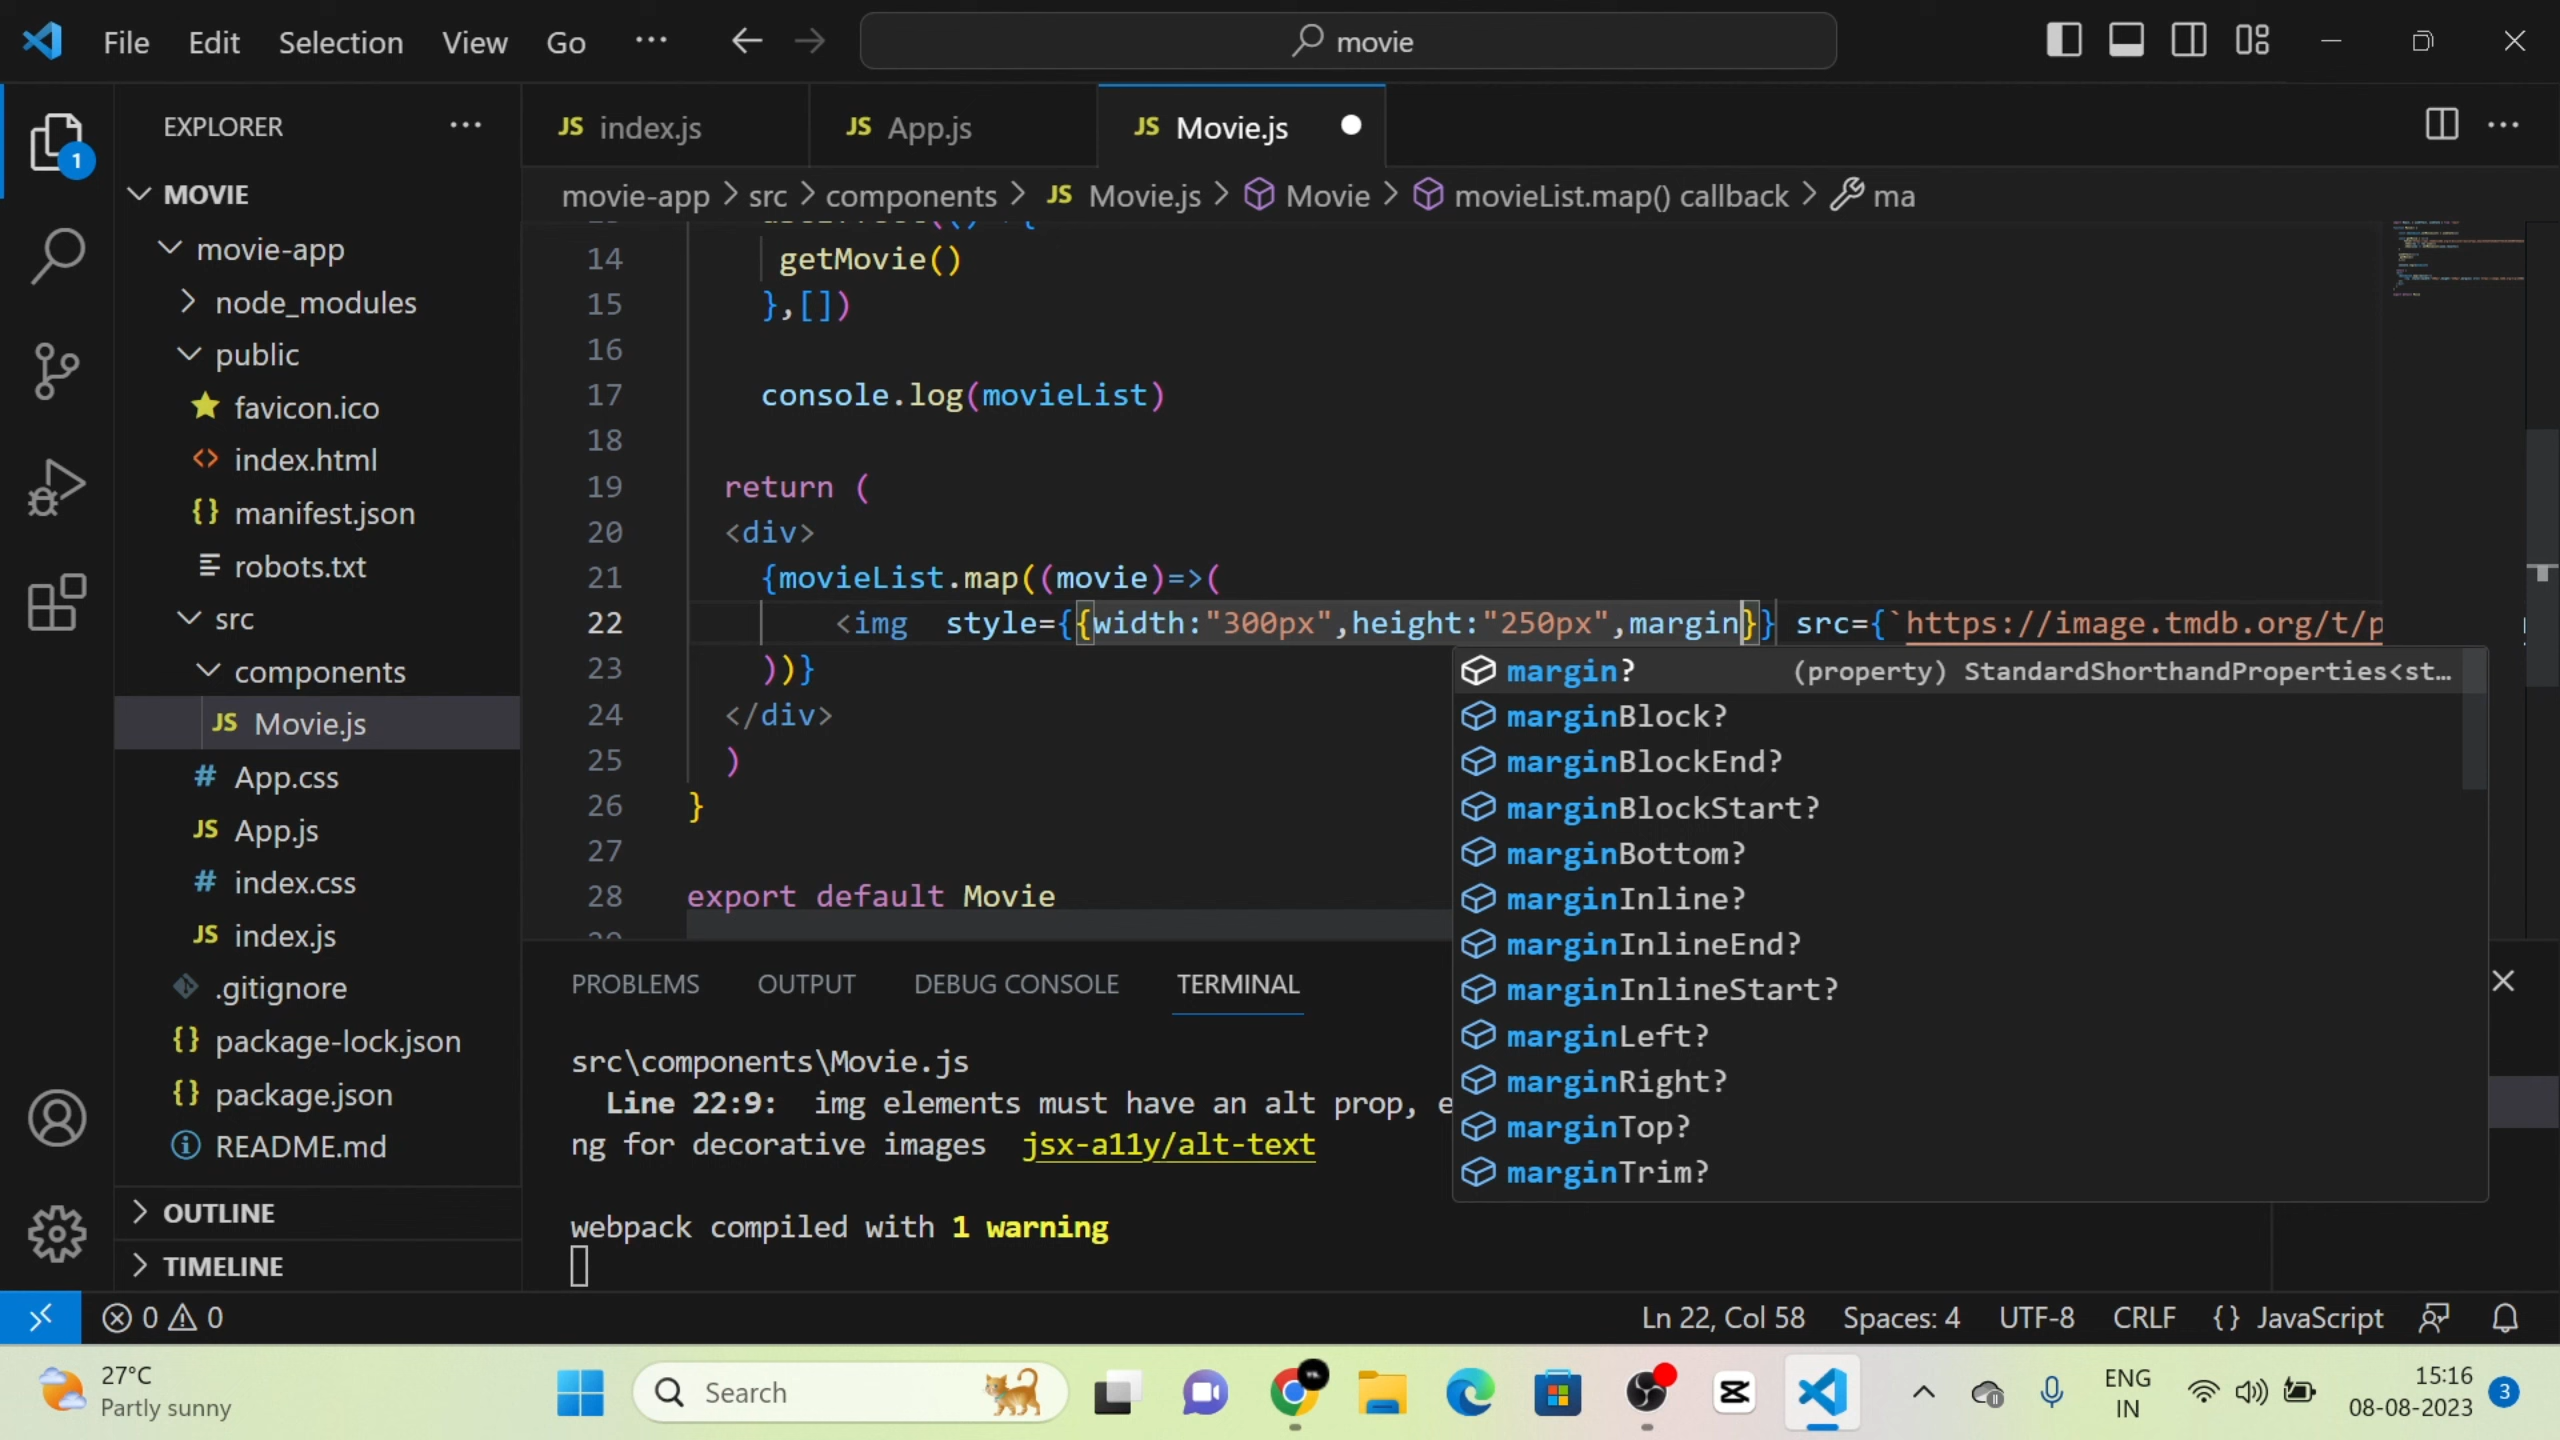 File Edit Selection View Go ··· movie
EXPLORER ···
MOVIE
movie-app
node_modules
public
favicon.ico
index.html
manifest.json
robots.txt
src
components
JS Movie.js
# App.css
JS App.js
# index.css
JS index.js
.gitignore
{} package-lock.json
{} package.json
README.md
OUTLINE
TIMELINE
1
JS index.js JS App.js JS Movie.js
movie-app > src > components > JS Movie.js > Movie > movieList.map() callback > ma
14 getMovie()
15 },[])
16
17 console.log(movieList)
18
19 return (
20 <div>
21 {movieList.map((movie)=>(
22 <img  style={{width:"300px",height:"250px",margin}} src={`https://image.tmdb.org/t/p
23 ))}
24 </div>
25 )
26 }
27
28 export default Movie
margin? (property) StandardShorthandProperties<st…
marginBlock?
marginBlockEnd?
marginBlockStart?
marginBottom?
marginInline?
marginInlineEnd?
marginInlineStart?
marginLeft?
marginRight?
marginTop?
marginTrim?
PROBLEMS OUTPUT DEBUG CONSOLE TERMINAL
src\components\Movie.js
Line 22:9:  img elements must have an alt prop, e
ng for decorative images  jsx-a11y/alt-text
webpack compiled with 1 warning
0 0 Ln 22, Col 58 Spaces: 4 UTF-8 CRLF {} JavaScript
27°C
Partly sunny
Search
ENG
IN
15:16
08-08-2023
3